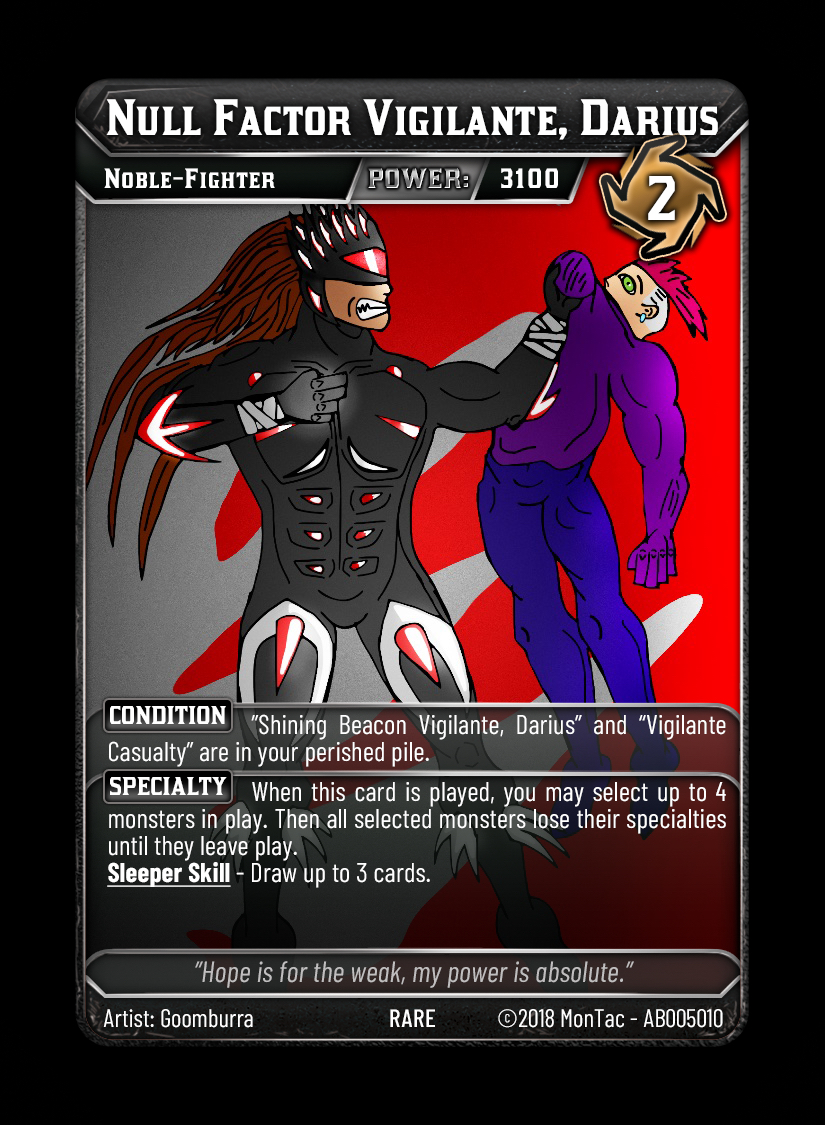 Null Factor Vigilante, Darius
Noble-Fighter POWER: 3100
2
CONDITION "Shining Beacon Vigilante, Darius" and "Vigilante
Casualty" are in your perished pile.
SPECIALTY When this card is played, you may select up to 4
monsters in play. Then all selected monsters lose their specialties
until they leave play.
Sleeper Skill - Draw up to 3 cards.
"Hope is for the weak, my power is absolute."
Artist: Goomburra RARE ©2018 MonTac - AB005010